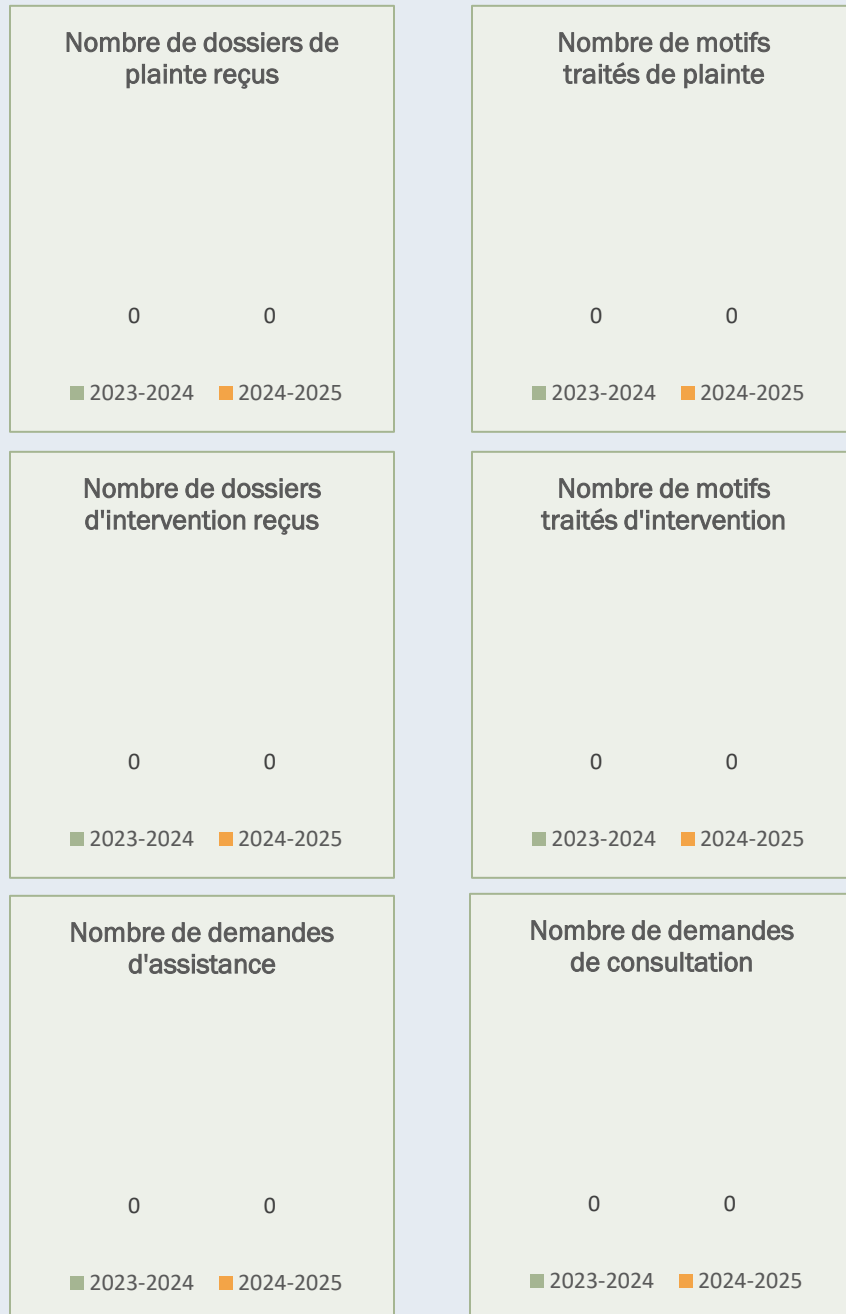 Nombre de dossiers de
plainte reçus
0 0
2023-2024 2024-2025
Nombre de motifs
traités de plainte
0 0
2023-2024 2024-2025
Nombre de dossiers
d'intervention reçus
0 0
2023-2024 2024-2025
Nombre de motifs
traités d'intervention
0 0
2023-2024 2024-2025
Nombre de demandes
d'assistance
0 0
2023-2024 2024-2025
Nombre de demandes
de consultation
0 0
2023-2024 2024-2025